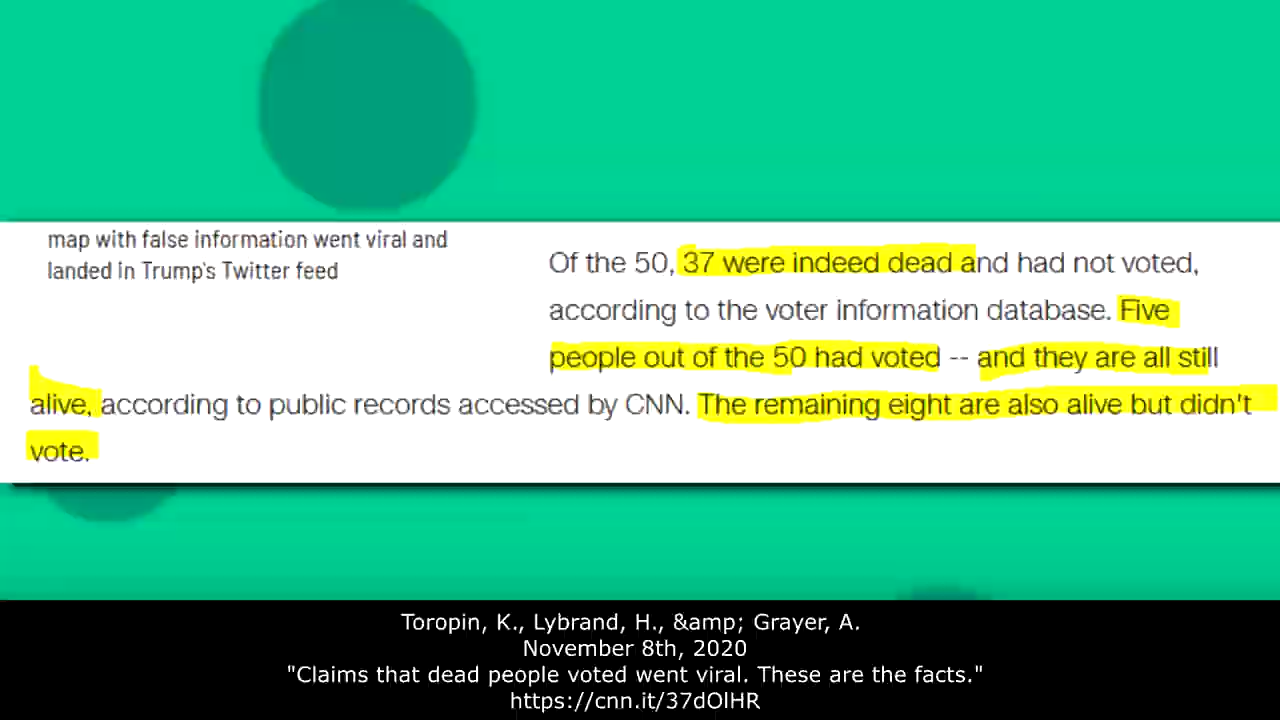 map with false information went viral and
landed in Trump's Twitter feed
Of the 50, 37 were indeed dead and had not voted,
according to the voter information database. Five
people out of the 50 had voted -- and they are all still
alive, according to public records accessed by CNN. The remaining eight are also alive but didn't
vote.
Toropin, K., Lybrand, H., &amp; Grayer, A.
November 8th, 2020
"Claims that dead people voted went viral. These are the facts."
https://cnn.it/37dOlHR